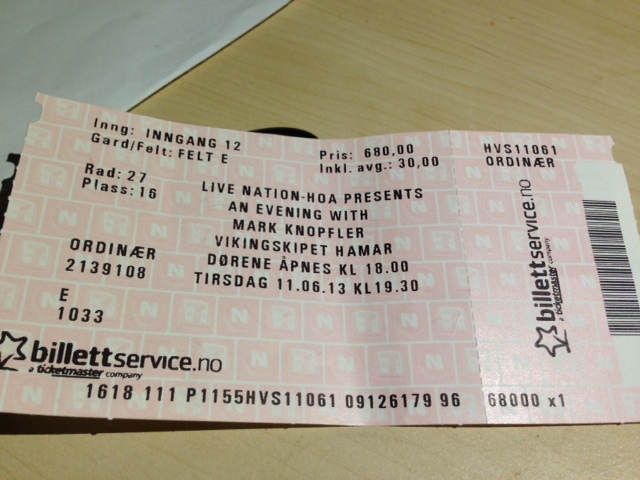 Inng: INNGANG 12
Gard/Felt: FELT E
Pris: 680,00
Inkl. avg.: 30,00
Rad: 27
Plass: 16
LIVE NATION-HOA PRESENTS
AN EVENING WITH
MARK KNOPFLER
VIKINGSKIPET HAMAR
DØRENE ÅPNES KL 18.00
TIRSDAG 11.06.13 KL19.30
ORDINÆR
2139108
E
1033
billettservice.no
a ticketmaster company
1618 111 P1155HVS11061 09126179 96
HVS11061
ORDINÆR
billettservice.no
a ticketmaster company
68000 x1